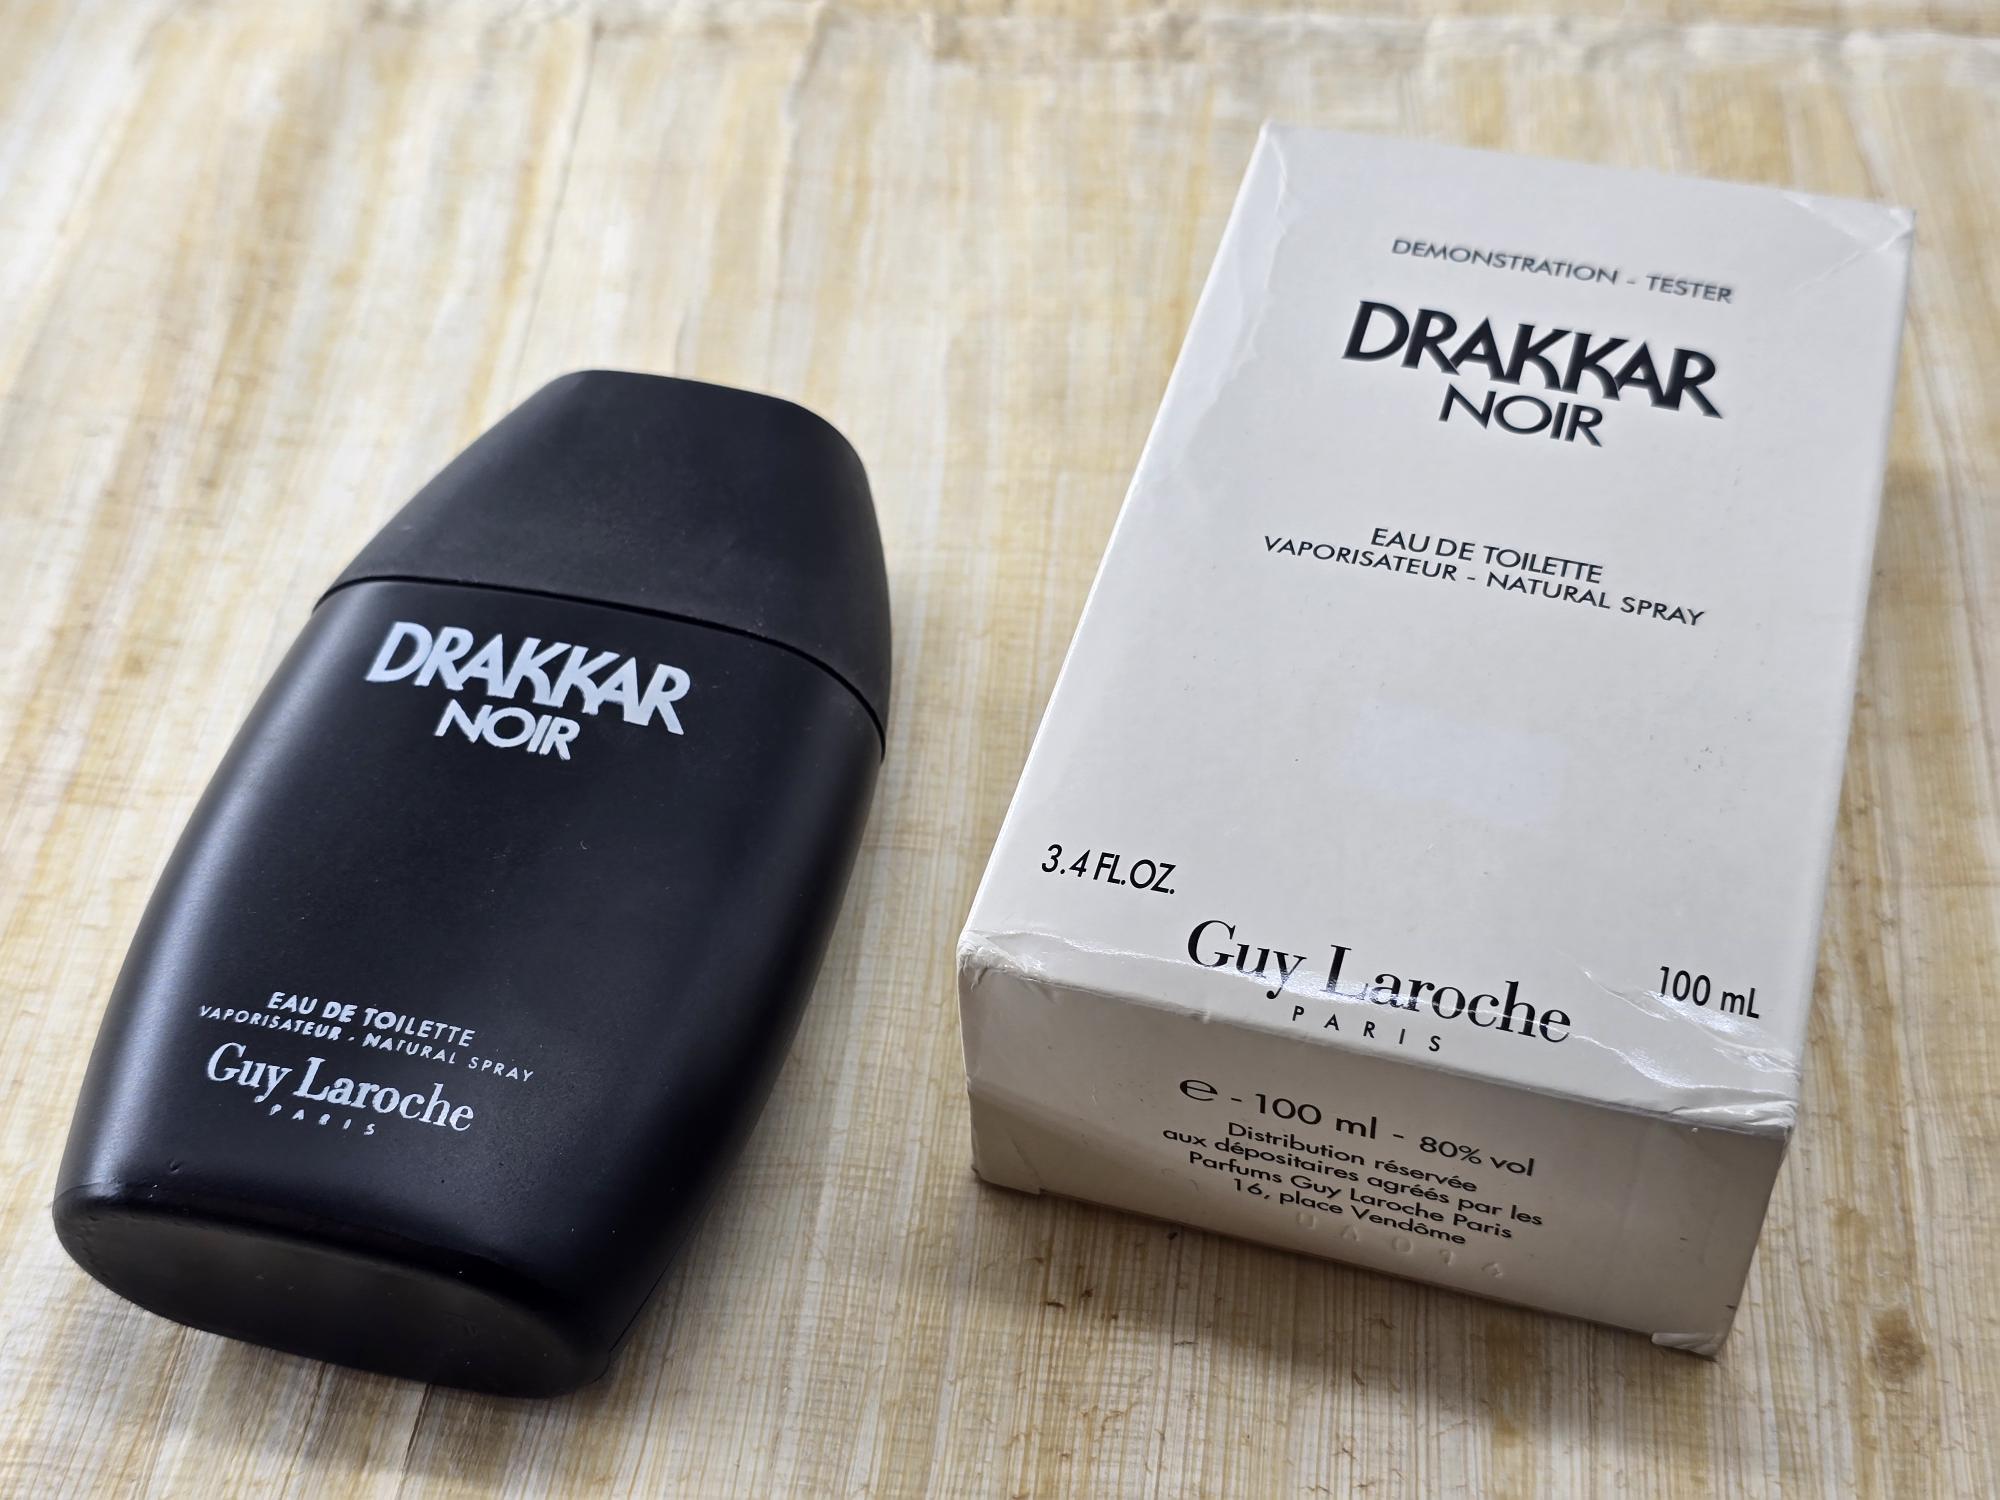 DRAKKAR
NOIR
EAU DE TOILETTE
VAPORISATEUR - NATURAL SPRAY
Guy Laroche
PARIS
DEMONSTRATION - TESTER
DRAKKAR
NOIR
EAU DE TOILETTE
VAPORISATEUR - NATURAL SPRAY
3.4 FL.OZ.
Guy Laroche
PARIS
100 mL
℮ - 100 ml - 80% vol
Distribution réservée
aux dépositaires agréés par les
Parfums Guy Laroche Paris
16, place Vendôme